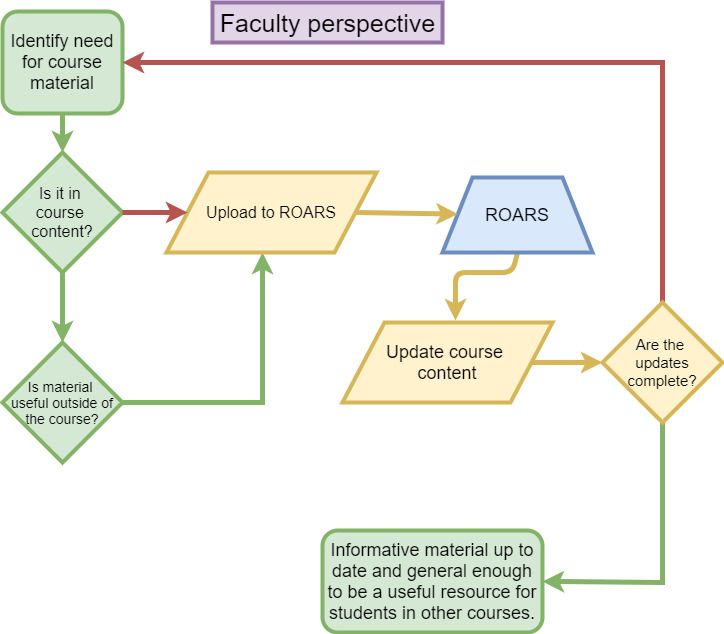 Faculty perspective
Identify need
for course
material
Is it in
course
content?
Upload to ROARS
ROARS
Update course
content
Are the
updates
complete?
Is material
useful outside of
the course?
Informative material up to
date and general enough
to be a useful resource for
students in other courses.